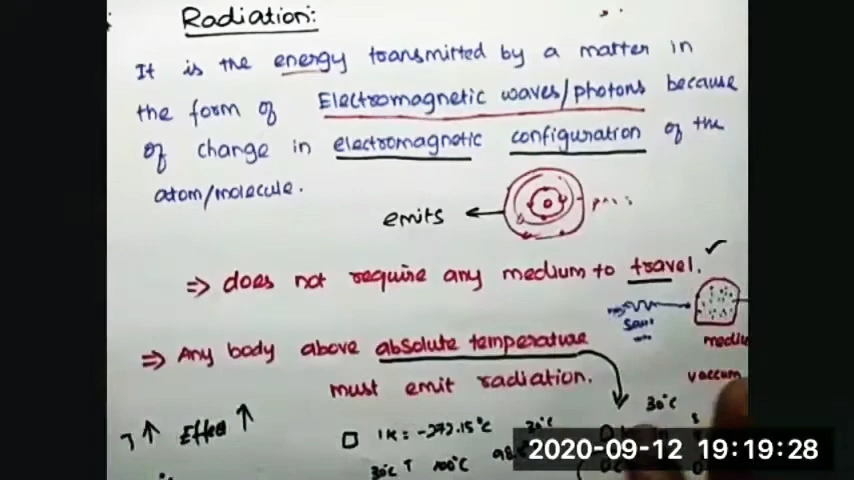 Radiation:
It is the energy transmitted by a matter in
the form of Electromagnetic waves/photons because
of change in electromagnetic configuration of the
atom/molecule.
emits
⇒ does not require any medium to travel. ✓
mediu
⇒ Any body above absolute temperature
must emit radiation.
vaccum
30°C
T ↑ Effect ↑
1K = -272.15°C
30°C
30°C T 100°C
2020-09-12 19:19:28